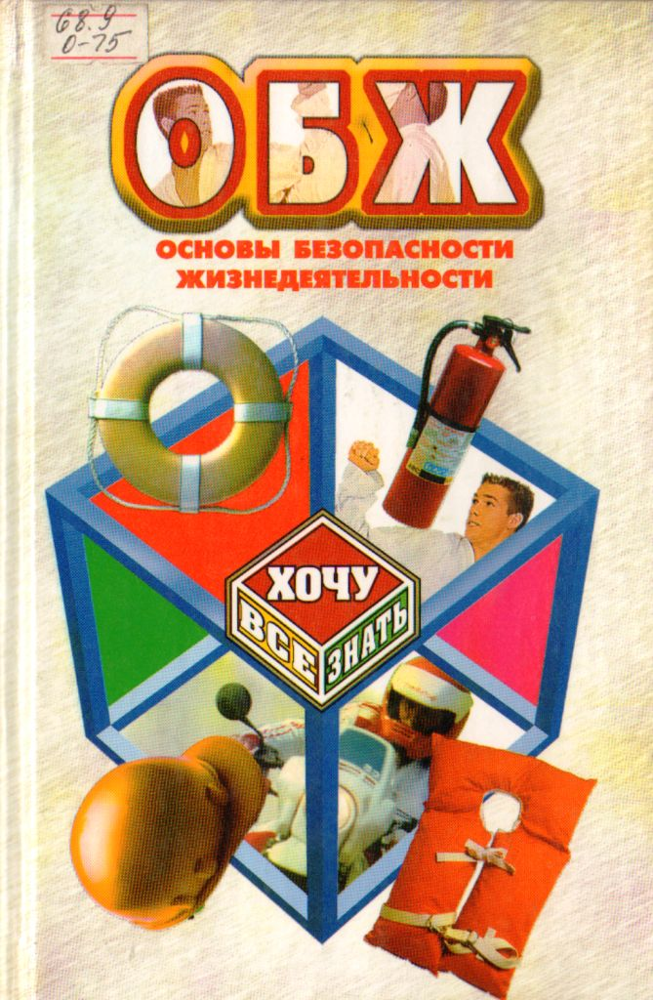 68.9
О-75
ОБЖ
ОСНОВЫ БЕЗОПАСНОСТИ
ЖИЗНЕДЕЯТЕЛЬНОСТИ
ХОЧУ
ВСЕ
ЗНАТЬ